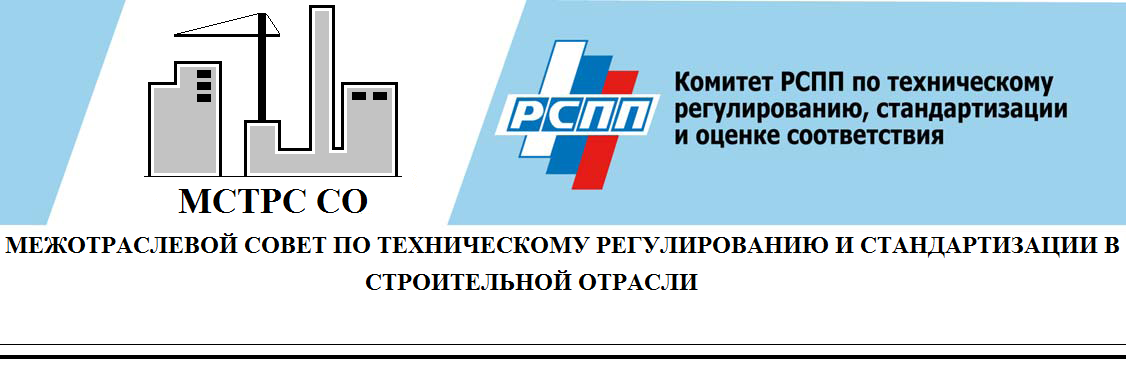 МСТРС СО
РСПП
Комитет РСПП по техническому
регулированию, стандартизации
и оценке соответствия
МЕЖОТРАСЛЕВОЙ СОВЕТ ПО ТЕХНИЧЕСКОМУ РЕГУЛИРОВАНИЮ И СТАНДАРТИЗАЦИИ В
СТРОИТЕЛЬНОЙ ОТРАСЛИ